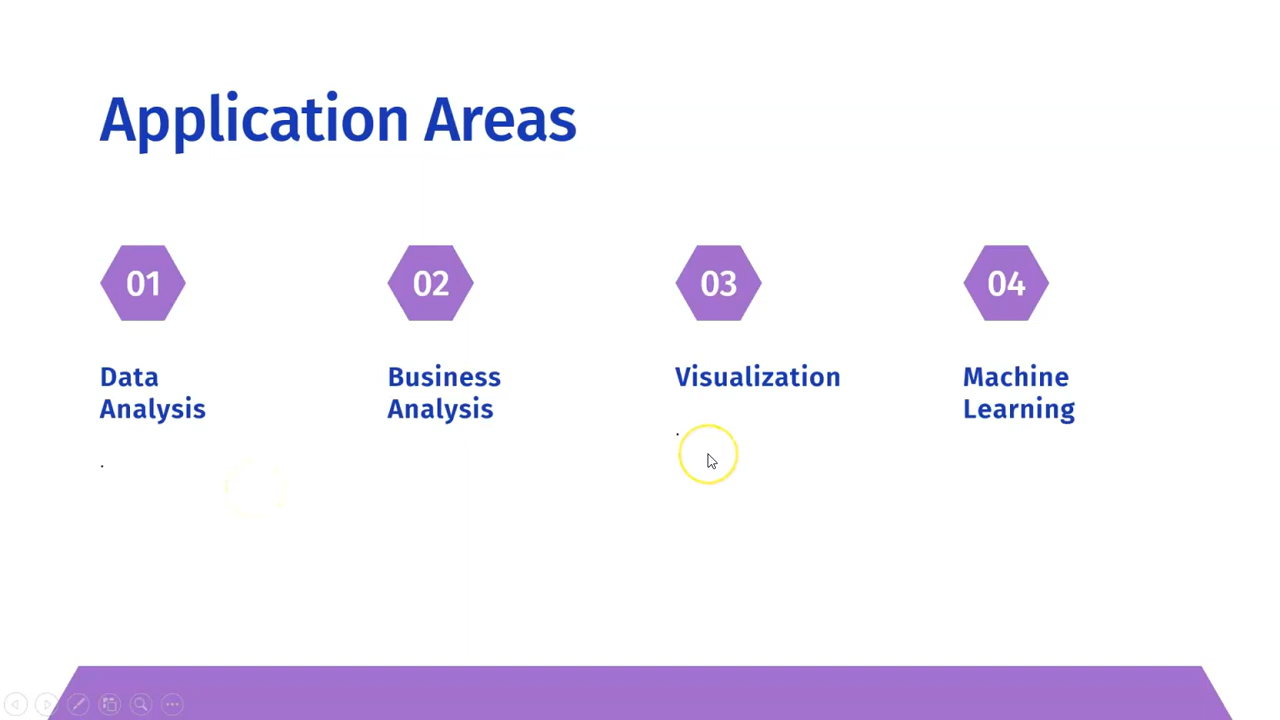 Application Areas
01
Data
Analysis
.
02
Business
Analysis
03
Visualization
.
04
Machine
Learning